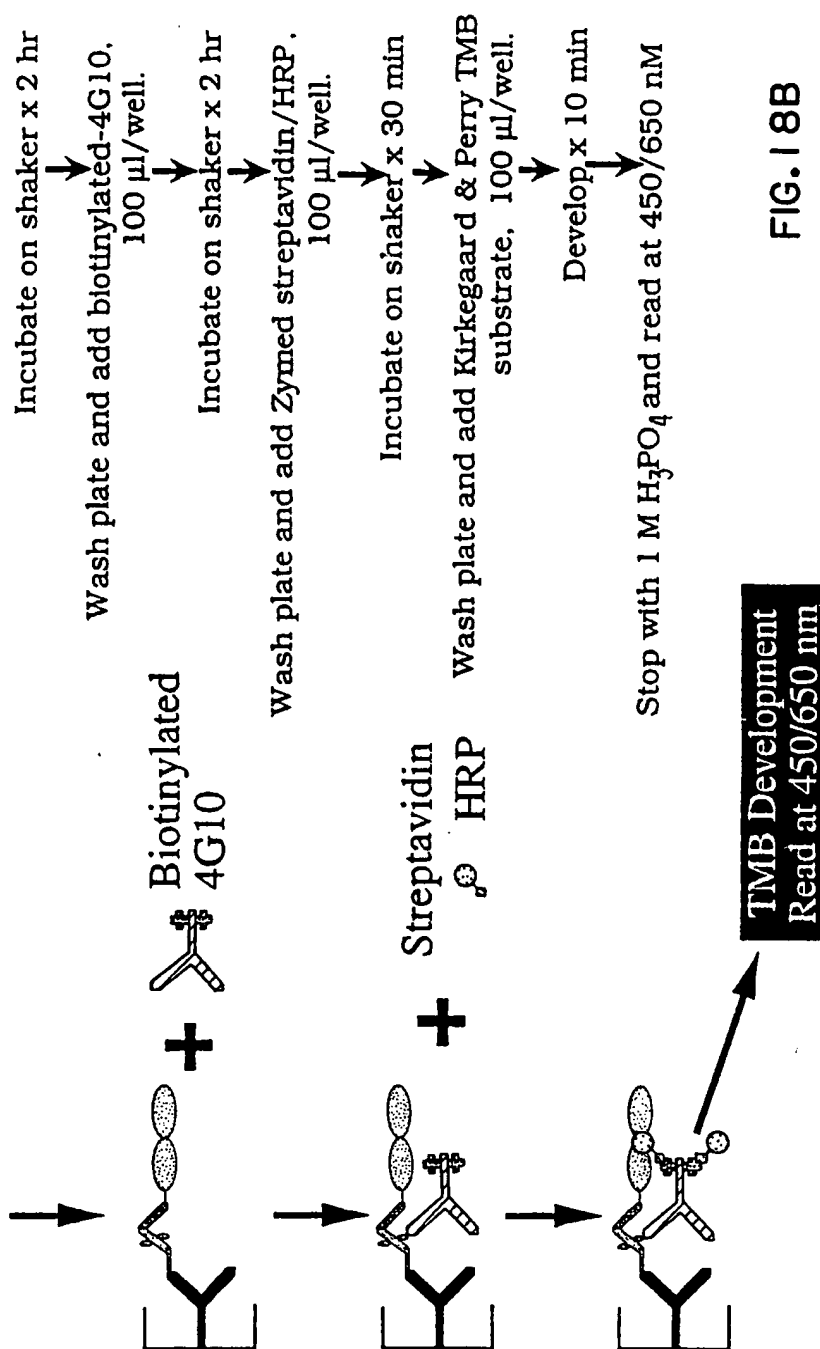 Incubate on shaker x 2 hr
Wash plate and add biotinylated-4G10,
100 µl/well.
Incubate on shaker x 2 hr
Wash plate and add Zymed streptavidin/HRP,
100 µl/well.
Incubate on shaker x 30 min
Wash plate and add Kirkegaard & Perry TMB
substrate, 100 µl/well.
Develop x 10 min
Stop with 1 M H3PO4 and read at 450/650 nM
Biotinylated
4G10
Streptavidin
HRP
TMB Development
Read at 450/650 nm
FIG. 18B